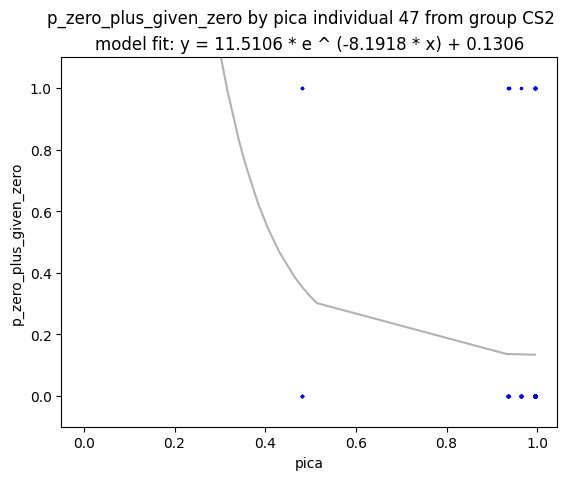 p_zero_plus_given_zero by pica individual 47 from group CS2
model fit: y = 11.5106 * e ^ (-8.1918 * x) + 0.1306
1.0
0.8
0.6
0.4
0.2
0.0
p_zero_plus_given_zero
0.0 0.2 0.4 0.6 0.8 1.0
pica